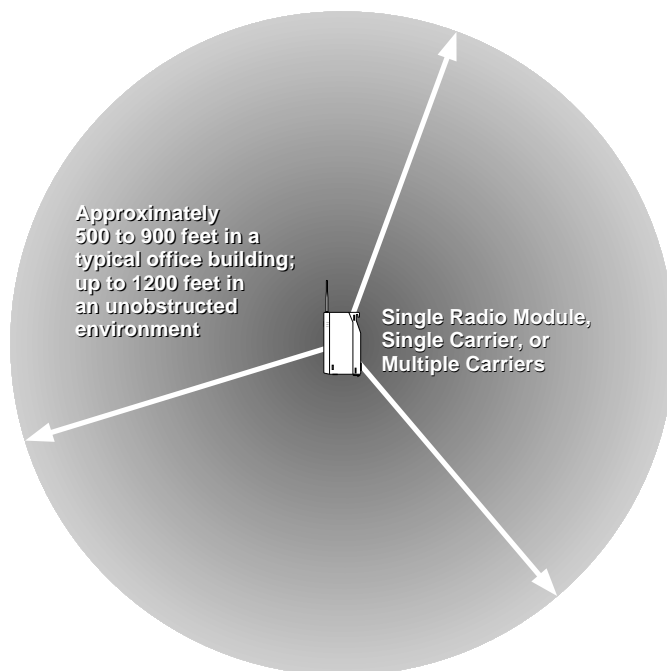 Approximately
500 to 900 feet in a
typical office building;
up to 1200 feet in
an unobstructed
environment
Single Radio Module,
Single Carrier, or
Multiple Carriers